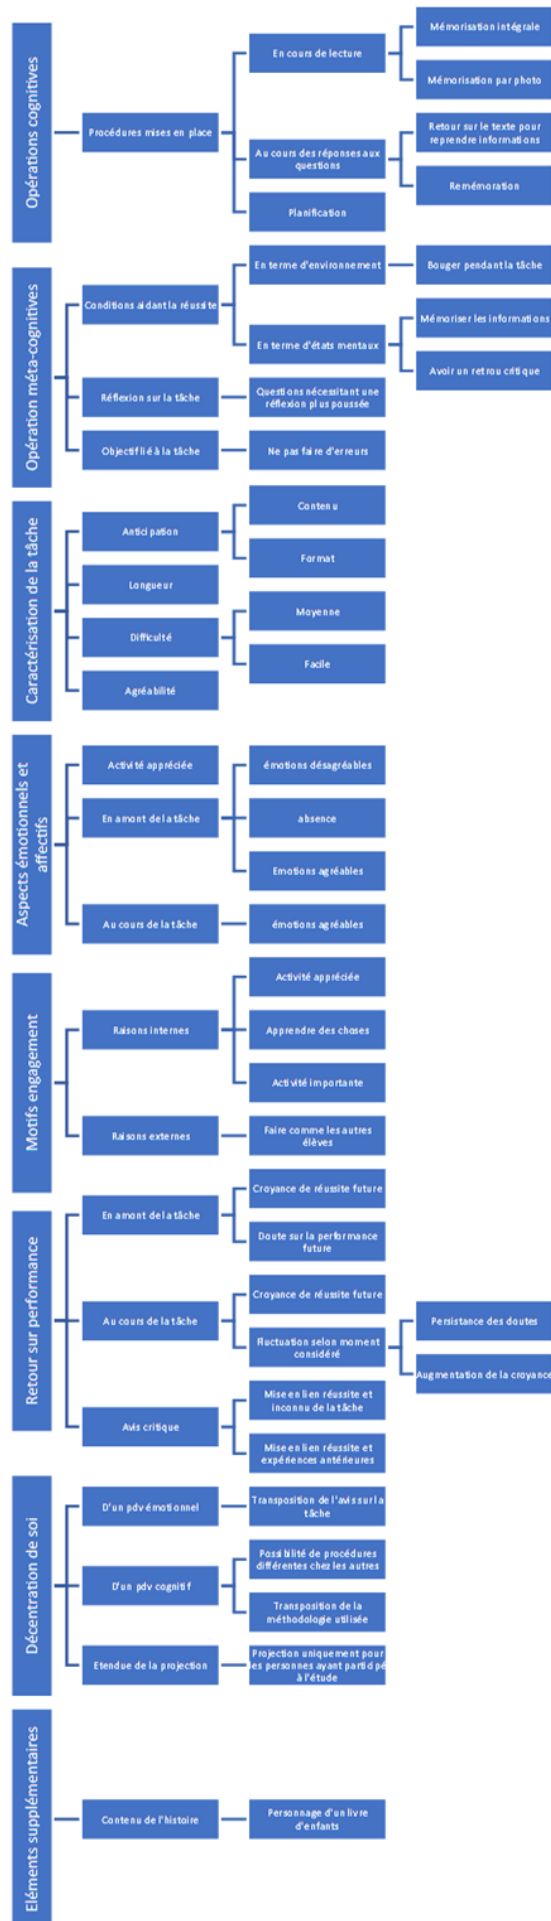 Opérations cognitives
Procédures mises en place
En cours de lecture
Mémorisation intégrale
Mémorisation par photo
Au cours des réponses aux
questions
Retour sur le texte pour
reprendre informations
Remémoration
Planification
Opération méta-cognitives
Conditions aidant la réussite
En terme d'environnement
Bouger pendant la tâche
En terme d'états mentaux
Mémoriser les informations
Avoir un retrou critique
Réflexion sur la tâche
Questions nécessitant une
réflexion plus poussée
Objectif lié à la tâche
Ne pas faire d'erreurs
Caractérisation de la tâche
Anticipation
Contenu
Format
Longueur
Difficulté
Moyenne
Facile
Agréabilité
Aspects émotionnels et
affectifs
Activité appréciée
En amont de la tâche
émotions désagréables
absence
Emotions agréables
Au cours de la tâche
émotions agréables
Motifs engagement
Raisons internes
Activité appréciée
Apprendre des choses
Activité importante
Raisons externes
Faire comme les autres
élèves
Retour sur performance
En amont de la tâche
Croyance de réussite future
Doute sur la performance
future
Au cours de la tâche
Croyance de réussite future
Fluctuation selon moment
considéré
Persistance des doutes
Augmentation de la croyance
Avis critique
Mise en lien réussite et
inconnu de la tâche
Mise en lien réussite et
expériences antérieures
Décentration de soi
D'un pdv émotionnel
Transposition de l'avis sur la
tâche
D'un pdv cognitif
Possibilité de procédures
différentes chez les autres
Transposition de la
méthodologie utilisée
Etendue de la projection
Projection uniquement pour
les personnes ayant participé
à l'étude
Eléments supplémentaires
Contenu de l'histoire
Personnage d'un livre
d'enfants